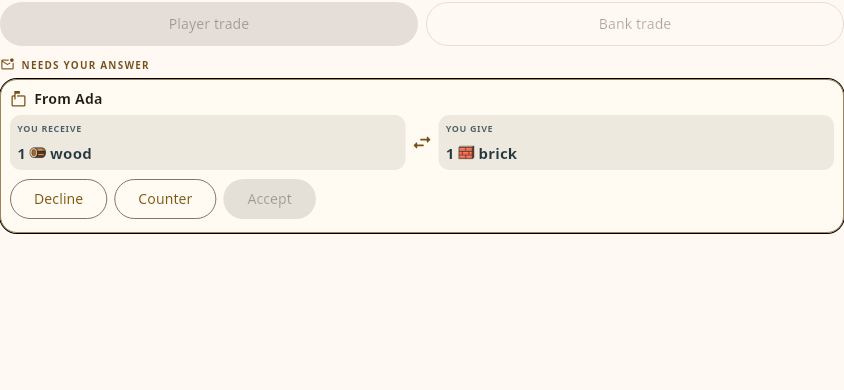 Player trade
Bank trade
NEEDS YOUR ANSWER
From Ada
YOU RECEIVE
1 wood
YOU GIVE
1 brick
Decline
Counter
Accept